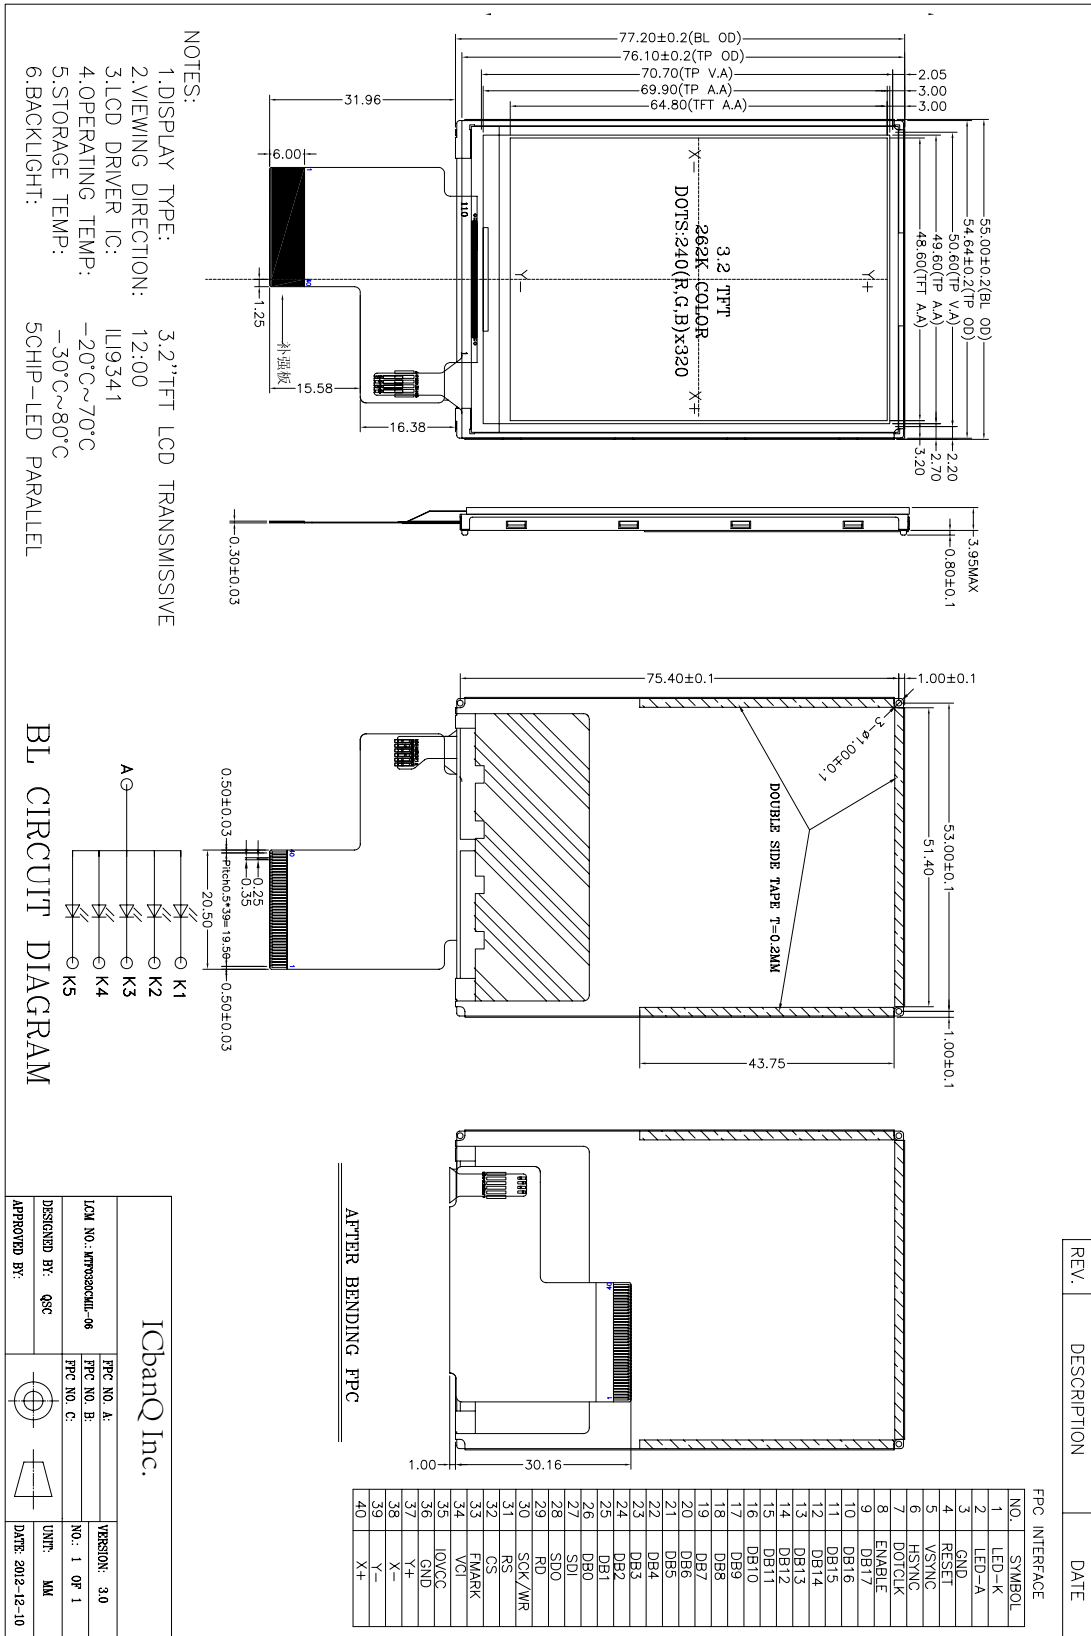 REV.
DESCRIPTION
DATE
77.20±0.2(BL OD)
76.10±0.2(TP OD)
70.70(TP V.A)
69.90(TP A.A)
64.80(TFT A.A)
2.05
3.00
3.00
31.96
6.00
1
40
1.25
补强板
15.58
16.38
110
1
55.00±0.2(BL OD)
54.64±0.2(TP OD)
50.60(TP V.A)
49.60(TP A.A)
48.60(TFT A.A)
2.20
2.70
3.20
X-
X+
Y+
Y-
3.2 TFT
262K COLOR
DOTS:240(R,G,B)x320
3.95MAX
0.80±0.1
0.30±0.03
75.40±0.1
1.00±0.1
3-ø1.00±0.1
53.00±0.1
51.40
1.00±0.1
DOUBLE SIDE TAPE T=0.2MM
43.75
0.50±0.03
Pitch0.5*39=19.50
0.50±0.03
0.25
0.35
20.50
40
1
AFTER BENDING FPC
40
1
30.16
1.00
NOTES:
1.DISPLAY TYPE: 3.2''TFT LCD TRANSMISSIVE
2.VIEWING DIRECTION: 12:00
3.LCD DRIVER IC: ILI9341
4.OPERATING TEMP: -20°C~70°C
5.STORAGE TEMP: -30°C~80°C
6.BACKLIGHT: 5CHIP-LED PARALLEL
A
K1
K2
K3
K4
K5
BL CIRCUIT DIAGRAM
FPC INTERFACE
NO. SYMBOL
1 LED-K
2 LED-A
3 GND
4 RESET
5 VSYNC
6 HSYNC
7 DOTCLK
8 ENABLE
9 DB17
10 DB16
11 DB15
12 DB14
13 DB13
14 DB12
15 DB11
16 DB10
17 DB9
18 DB8
19 DB7
20 DB6
21 DB5
22 DB4
23 DB3
24 DB2
25 DB1
26 DB0
27 SDI
28 SDO
29 RD
30 SCK/WR
31 RS
32 CS
33 FMARK
34 VCI
35 IOVCC
36 GND
37 Y+
38 X-
39 Y-
40 X+
ICbanQ Inc.
LCM NO.: MTF0320CMIL-06
DESIGNED BY: QSC
APPROVED BY:
FPC NO. A:
FPC NO. B:
FPC NO. C:
VERSION: 3.0
NO.: 1 OF 1
UNIT: MM
DATE: 2012-12-10